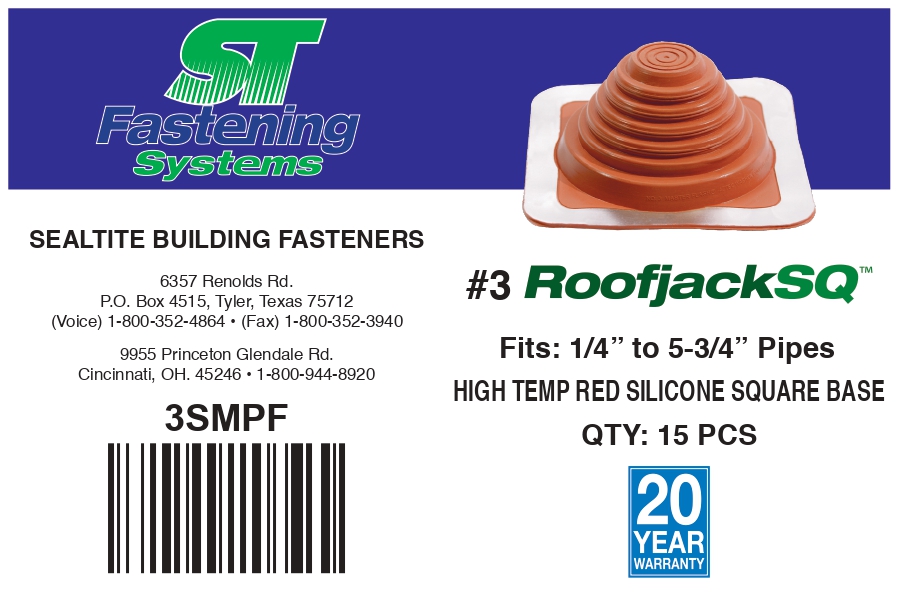 ST
Fastening
Systems
SEALTITE BUILDING FASTENERS
6357 Renolds Rd.
P.O. Box 4515, Tyler, Texas 75712
(Voice) 1-800-352-4864 • (Fax) 1-800-352-3940
9955 Princeton Glendale Rd.
Cincinnati, OH. 45246 • 1-800-944-8920
3SMPF
#3 RoofjackSQ™
Fits: 1/4” to 5-3/4” Pipes
HIGH TEMP RED SILICONE SQUARE BASE
QTY: 15 PCS
20
YEAR
WARRANTY